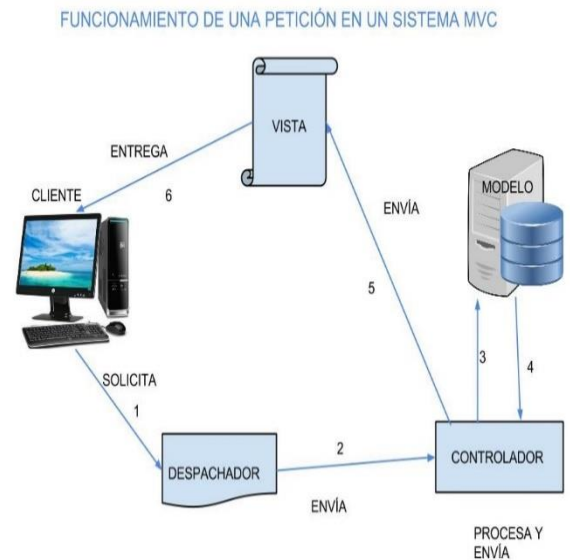 FUNCIONAMIENTO DE UNA PETICIÓN EN UN SISTEMA MVC
VISTA
ENTREGA
6
CLIENTE
ENVÍA
MODELO
5
3
4
SOLICITA
1
2
DESPACHADOR
CONTROLADOR
ENVÍA
PROCESA Y
ENVÍA